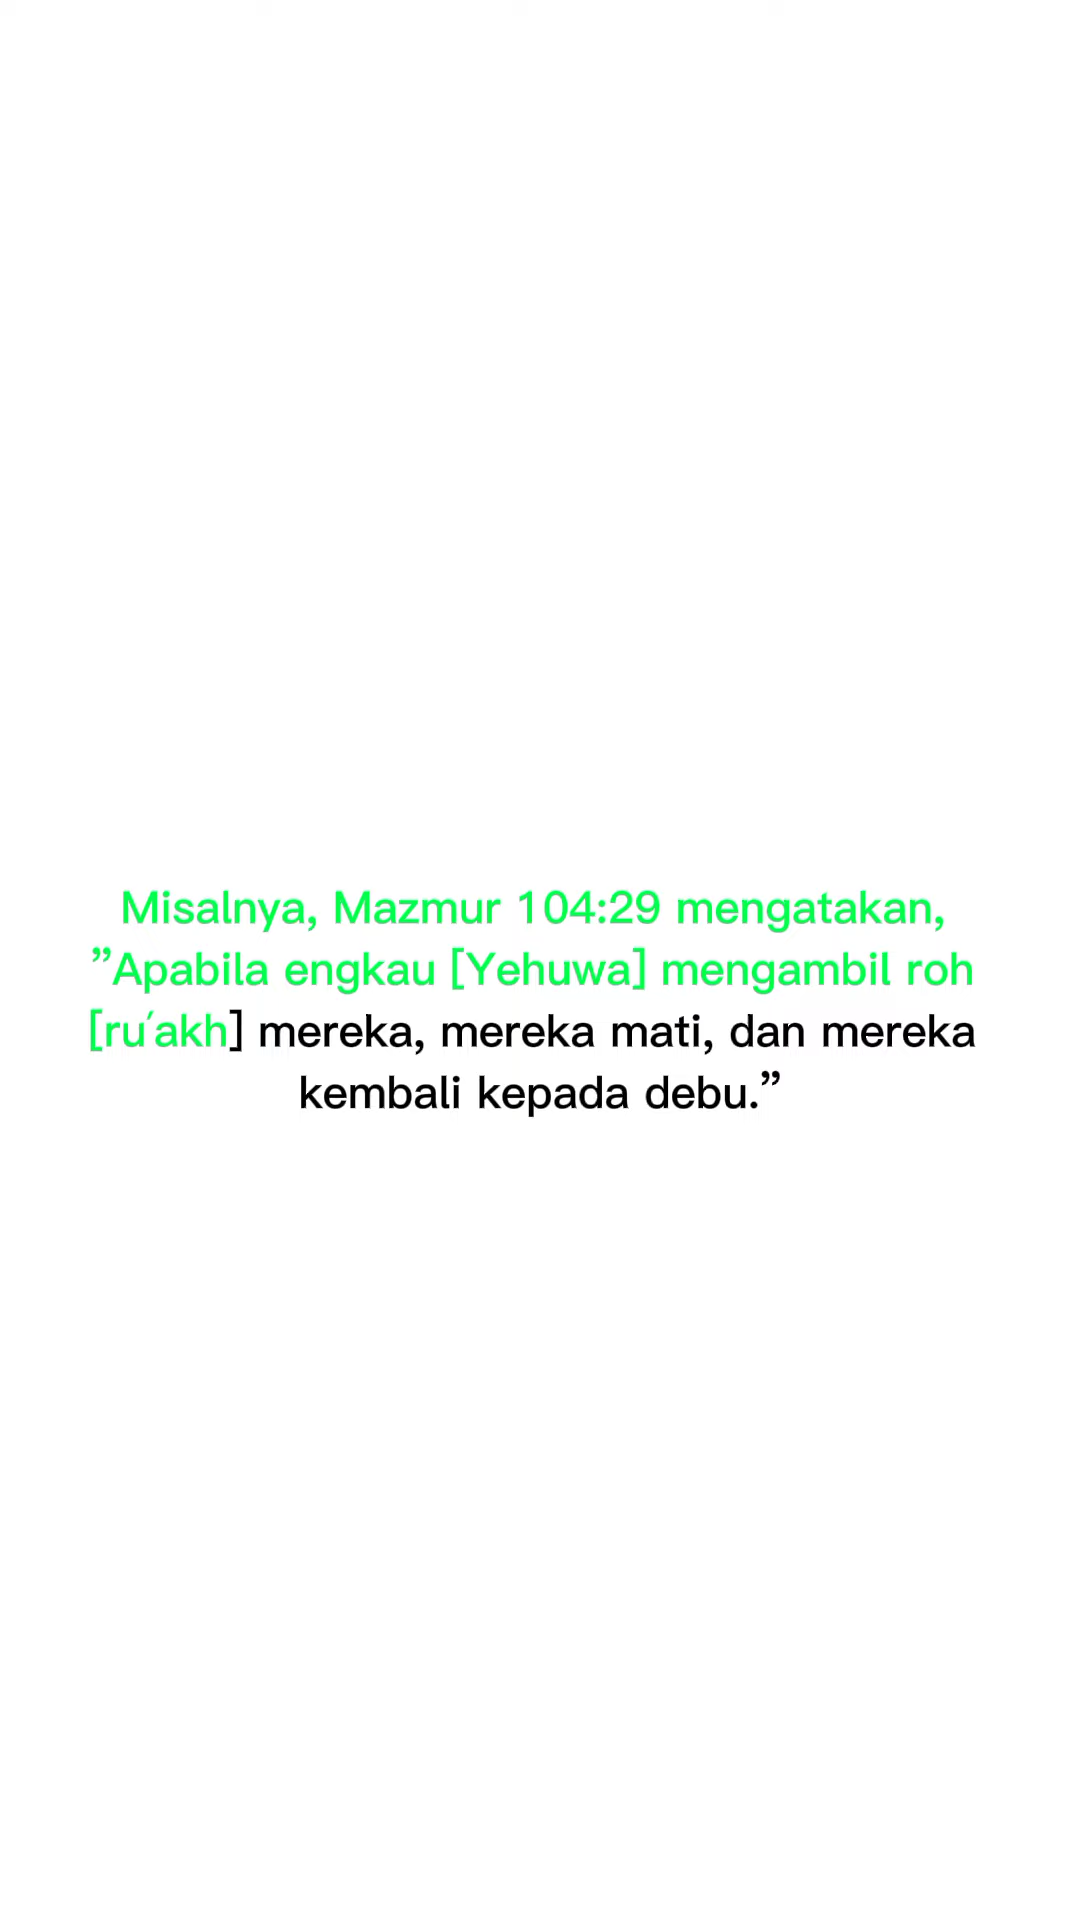 Misalnya, Mazmur 104:29 mengatakan,
”Apabila engkau [Yehuwa] mengambil roh
[ru′akh] mereka, mereka mati, dan mereka
kembali kepada debu.”